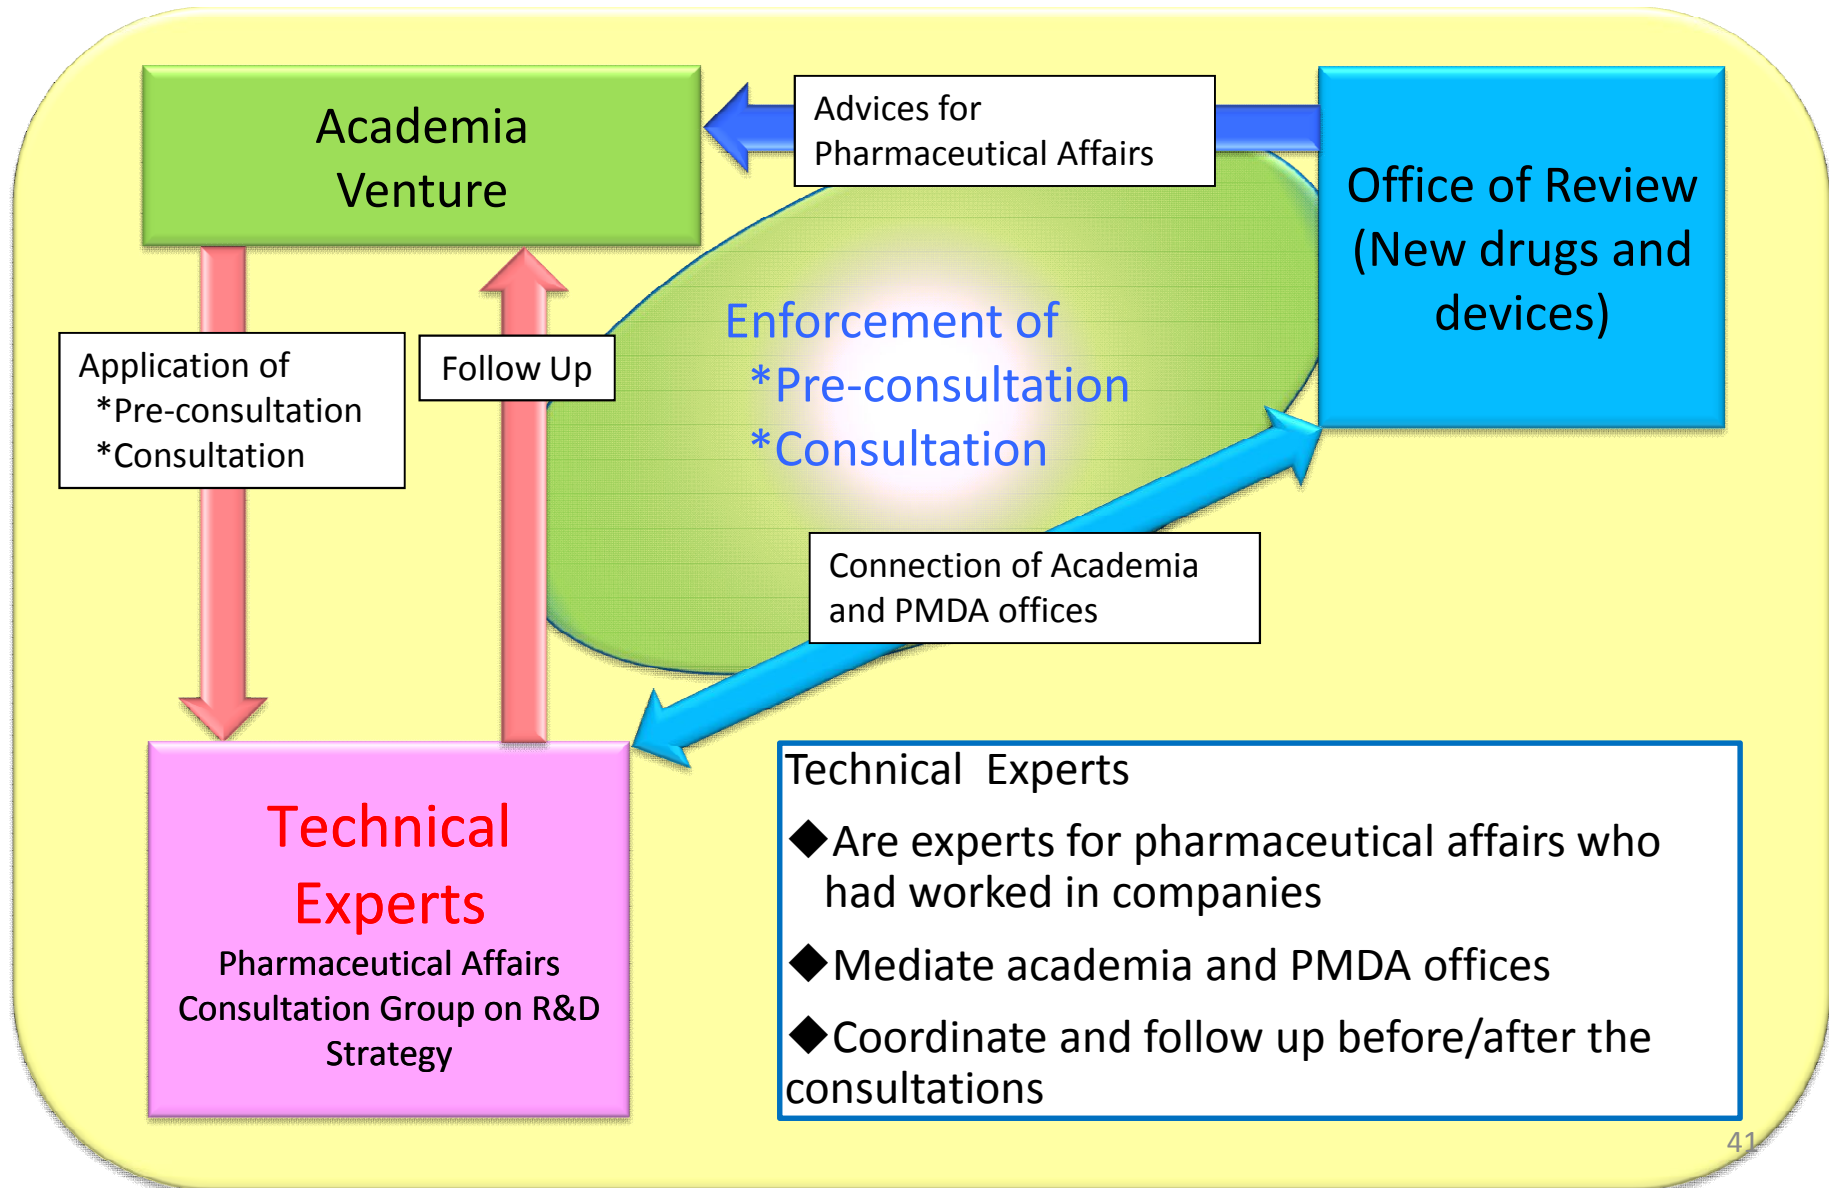 Academia
Venture
Advices for
Pharmaceutical Affairs
Office of Review
(New drugs and
devices)
Application of
*Pre-consultation
*Consultation
Follow Up
Enforcement of
*Pre-consultation
*Consultation
Connection of Academia
and PMDA offices
Technical
Experts
Pharmaceutical Affairs
Consultation Group on R&D
Strategy
Technical  Experts
◆Are experts for pharmaceutical affairs who
had worked in companies
◆Mediate academia and PMDA offices
◆Coordinate and follow up before/after the
consultations
41